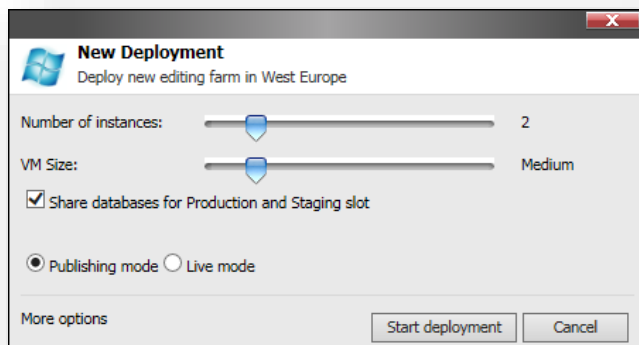 X
New Deployment
Deploy new editing farm in West Europe
Number of instances: 2
VM Size: Medium
Share databases for Production and Staging slot
Publishing mode Live mode
More options Start deployment Cancel